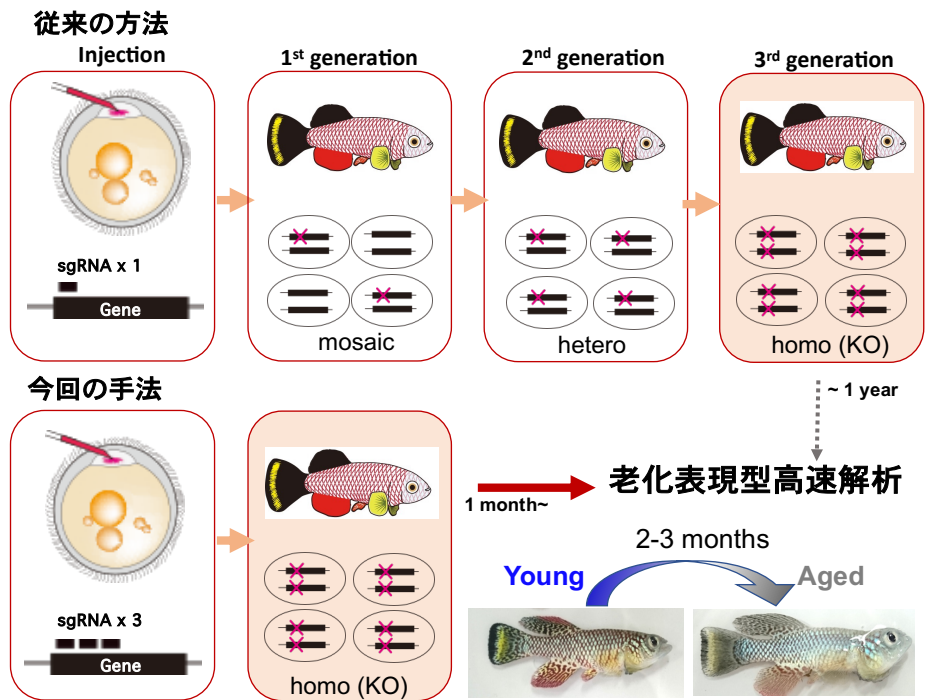 従来の方法
Injection
1st generation
2nd generation
3rd generation
sgRNA x 1
Gene
mosaic
hetero
homo (KO)
~ 1 year
今回の手法
sgRNA x 3
Gene
homo (KO)
1 month~
老化表現型高速解析
2-3 months
Young
Aged